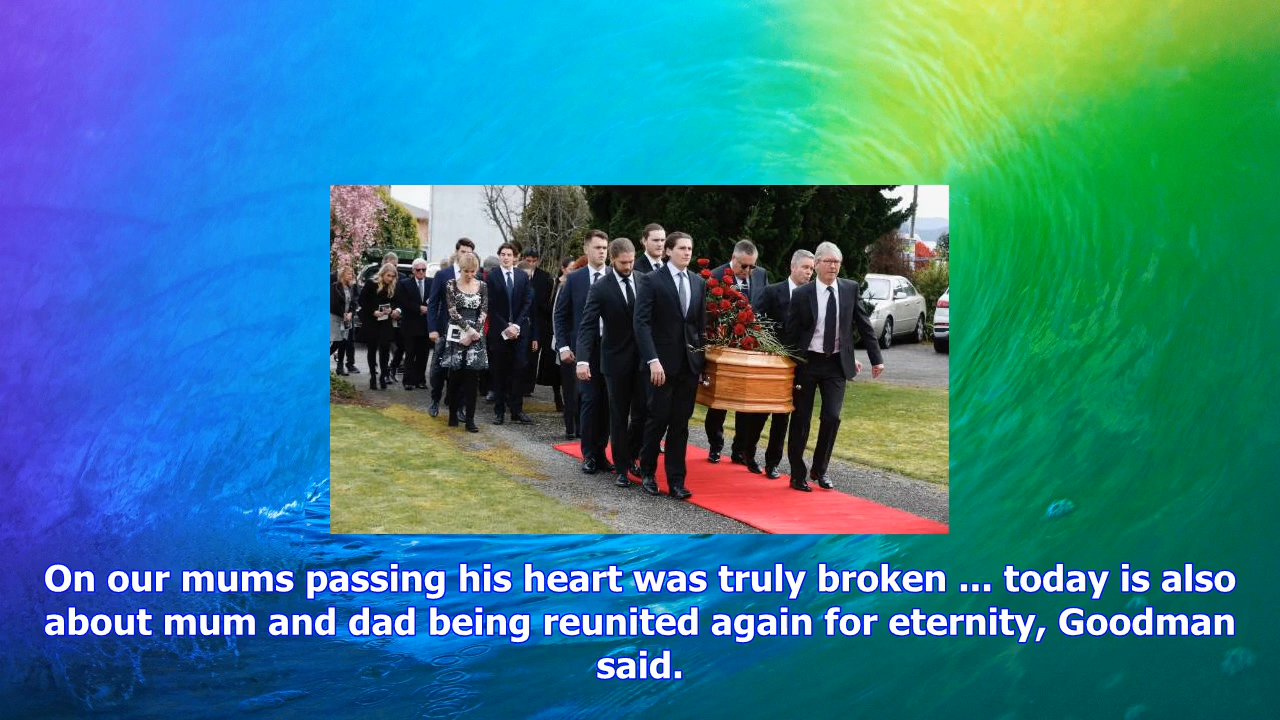 On our mums passing his heart was truly broken ... today is also
about mum and dad being reunited again for eternity, Goodman
said.